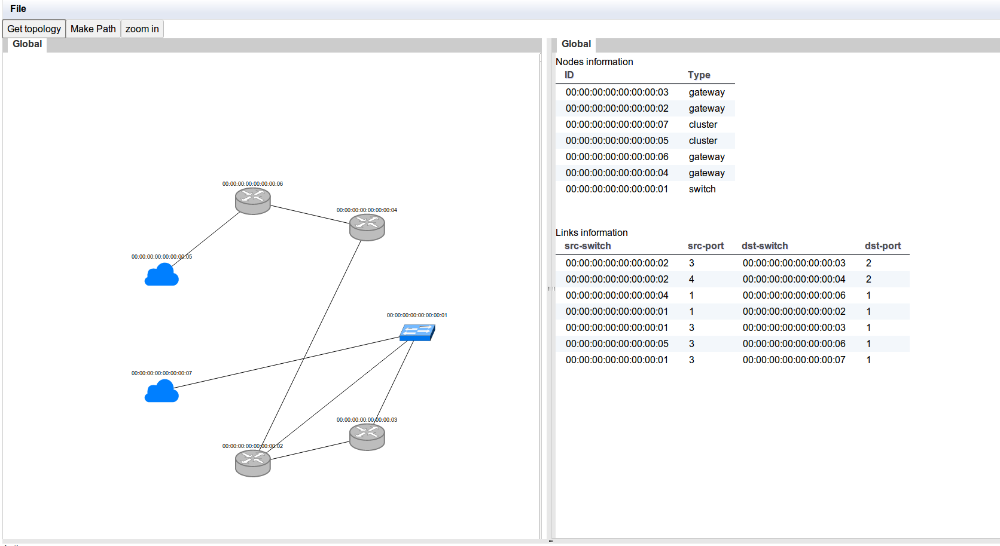 File
Get topology Make Path zoom in
Global
00:00:00:00:00:00:00:06
00:00:00:00:00:00:00:04
00:00:00:00:00:00:00:05
00:00:00:00:00:00:00:01
00:00:00:00:00:00:00:07
00:00:00:00:00:00:00:03
00:00:00:00:00:00:00:02
Global
Nodes information
ID Type
00:00:00:00:00:00:00:03 gateway
00:00:00:00:00:00:00:02 gateway
00:00:00:00:00:00:00:07 cluster
00:00:00:00:00:00:00:05 cluster
00:00:00:00:00:00:00:06 gateway
00:00:00:00:00:00:00:04 gateway
00:00:00:00:00:00:00:01 switch
Links information
src-switch src-port dst-switch dst-port
00:00:00:00:00:00:00:02 3 00:00:00:00:00:00:00:03 2
00:00:00:00:00:00:00:02 4 00:00:00:00:00:00:00:04 2
00:00:00:00:00:00:00:04 1 00:00:00:00:00:00:00:06 1
00:00:00:00:00:00:00:01 1 00:00:00:00:00:00:00:02 1
00:00:00:00:00:00:00:01 3 00:00:00:00:00:00:00:03 1
00:00:00:00:00:00:00:05 3 00:00:00:00:00:00:00:06 1
00:00:00:00:00:00:00:01 3 00:00:00:00:00:00:00:07 1